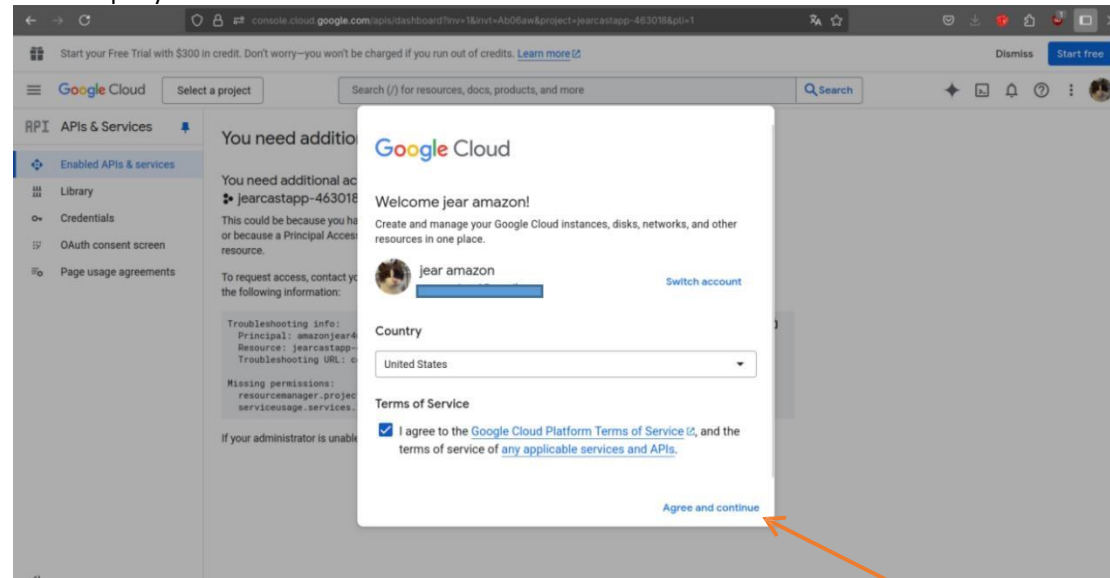 console.cloud.google.com/apis/dashboard?inv=1&invt=Ab06aw&project=jearcastapp-463018&pli=1
Start your Free Trial with $300 in credit. Don't worry—you won't be charged if you run out of credits. Learn more
Dismiss
Start free
Google Cloud
Select a project
Search (/) for resources, docs, products, and more
Search
API APIs & Services
Enabled APIs & services
Library
Credentials
OAuth consent screen
Page usage agreements
You need additio
You need additional ac
jearcastapp-463018
This could be because you ha
or because a Principal Acces
resource.
To request access, contact yo
the following information:
Troubleshooting info:
Principal: amazonjear4
Resource: jearcastapp-
Troubleshooting URL: c
Missing permissions:
resourcemanager.projec
serviceusage.services.
If your administrator is unable
Google Cloud
Welcome jear amazon!
Create and manage your Google Cloud instances, disks, networks, and other
resources in one place.
jear amazon
Switch account
Country
United States
Terms of Service
I agree to the Google Cloud Platform Terms of Service, and the
terms of service of any applicable services and APIs.
Agree and continue